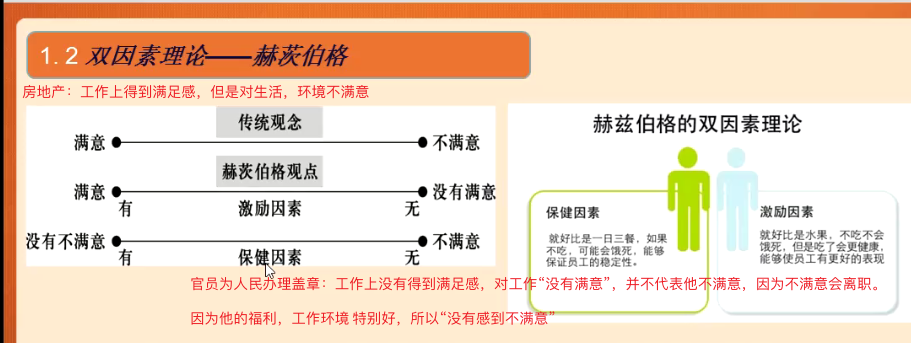 1.2 双因素理论——赫茨伯格
房地产：工作上得到满足感，但是对生活，环境不满意
传统观念
满意
不满意
赫茨伯格观点
满意
没有满意
有
激励因素
无
没有不满意
不满意
有
保健因素
无
赫兹伯格的双因素理论
保健因素
就好比是一日三餐，如果
不吃，可能会饿死，能够
保证员工的稳定性。
激励因素
就好比是水果，不吃不会
饿死，但是吃了会更健康，
能够使员工有更好的表现
官员为人民办理盖章：工作上没有得到满足感，对工作“没有满意”，并不代表他不满意，因为不满意会离职。
因为他的福利，工作环境 特别好，所以“没有感到不满意”